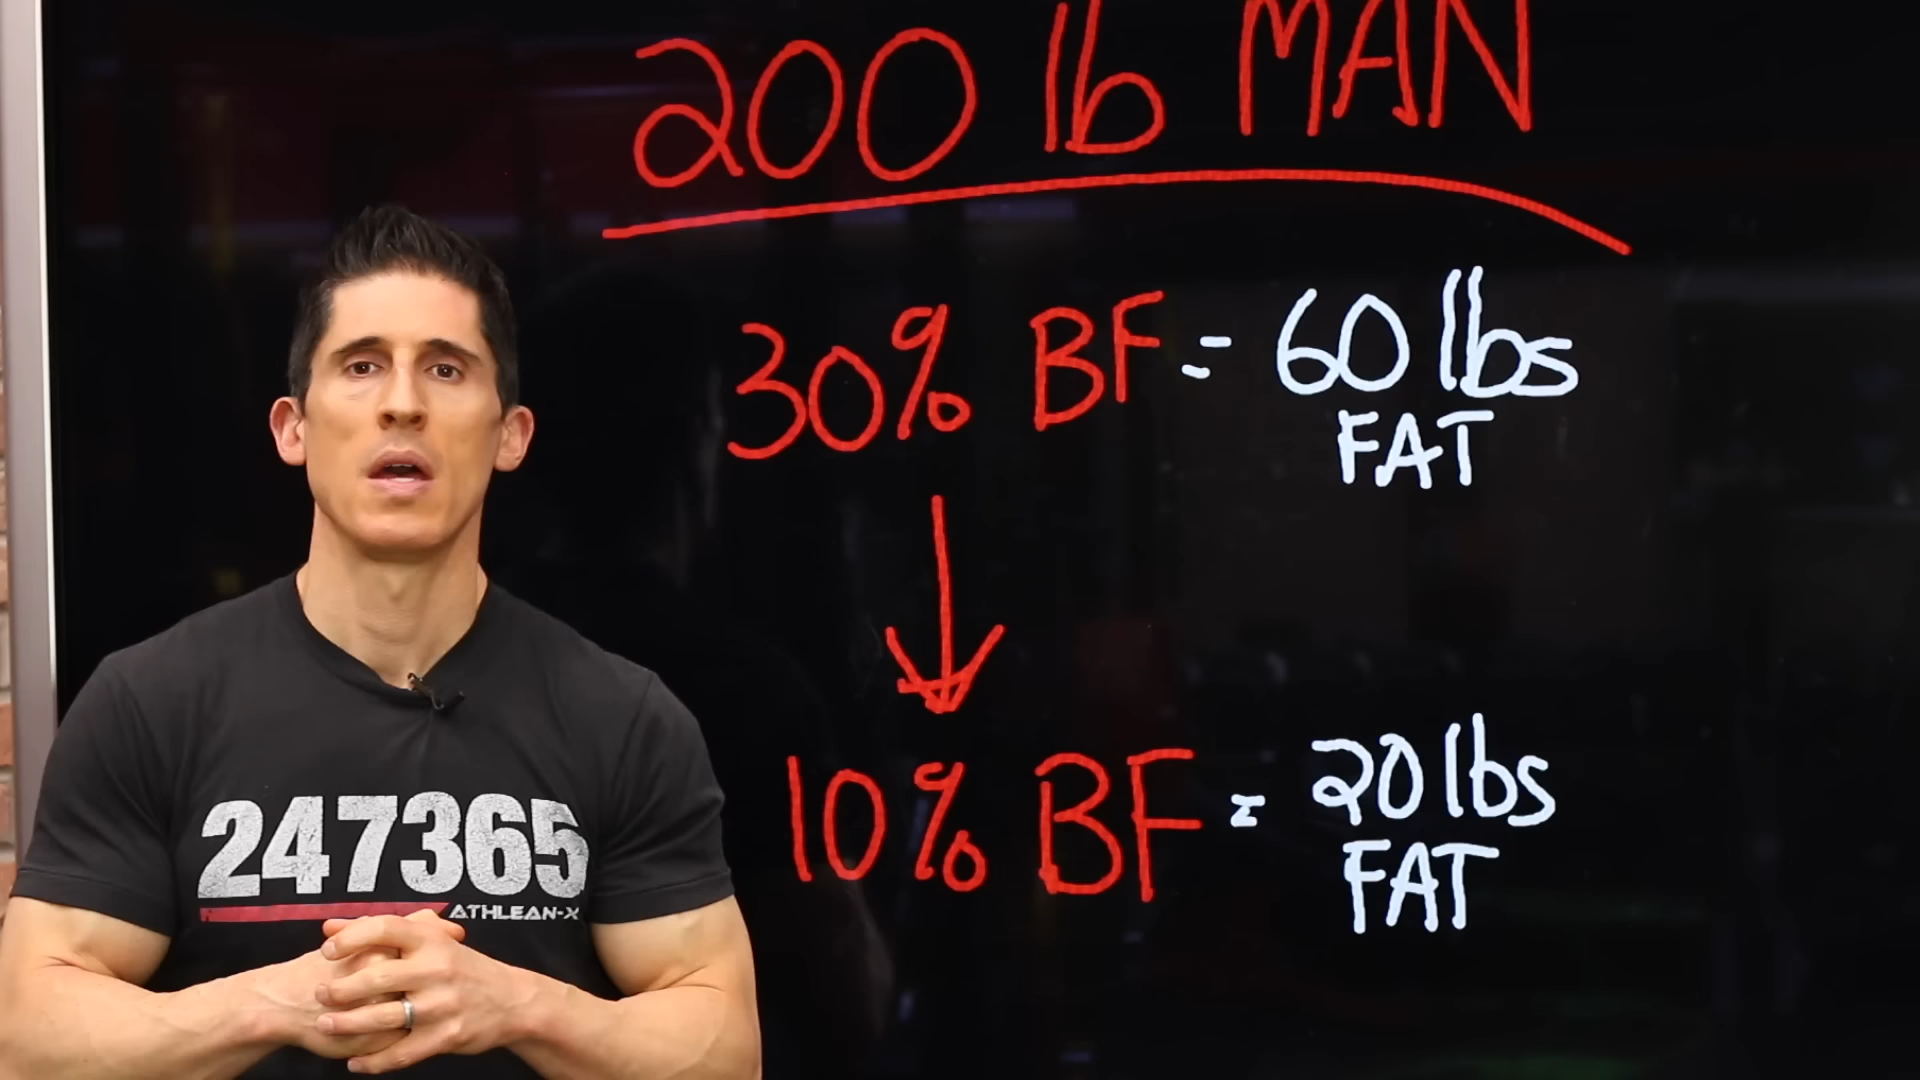 200 lb MAN
30% BF = 60 lbs
FAT
10% BF = 20 lbs
FAT
247365
ATHLEAN-X